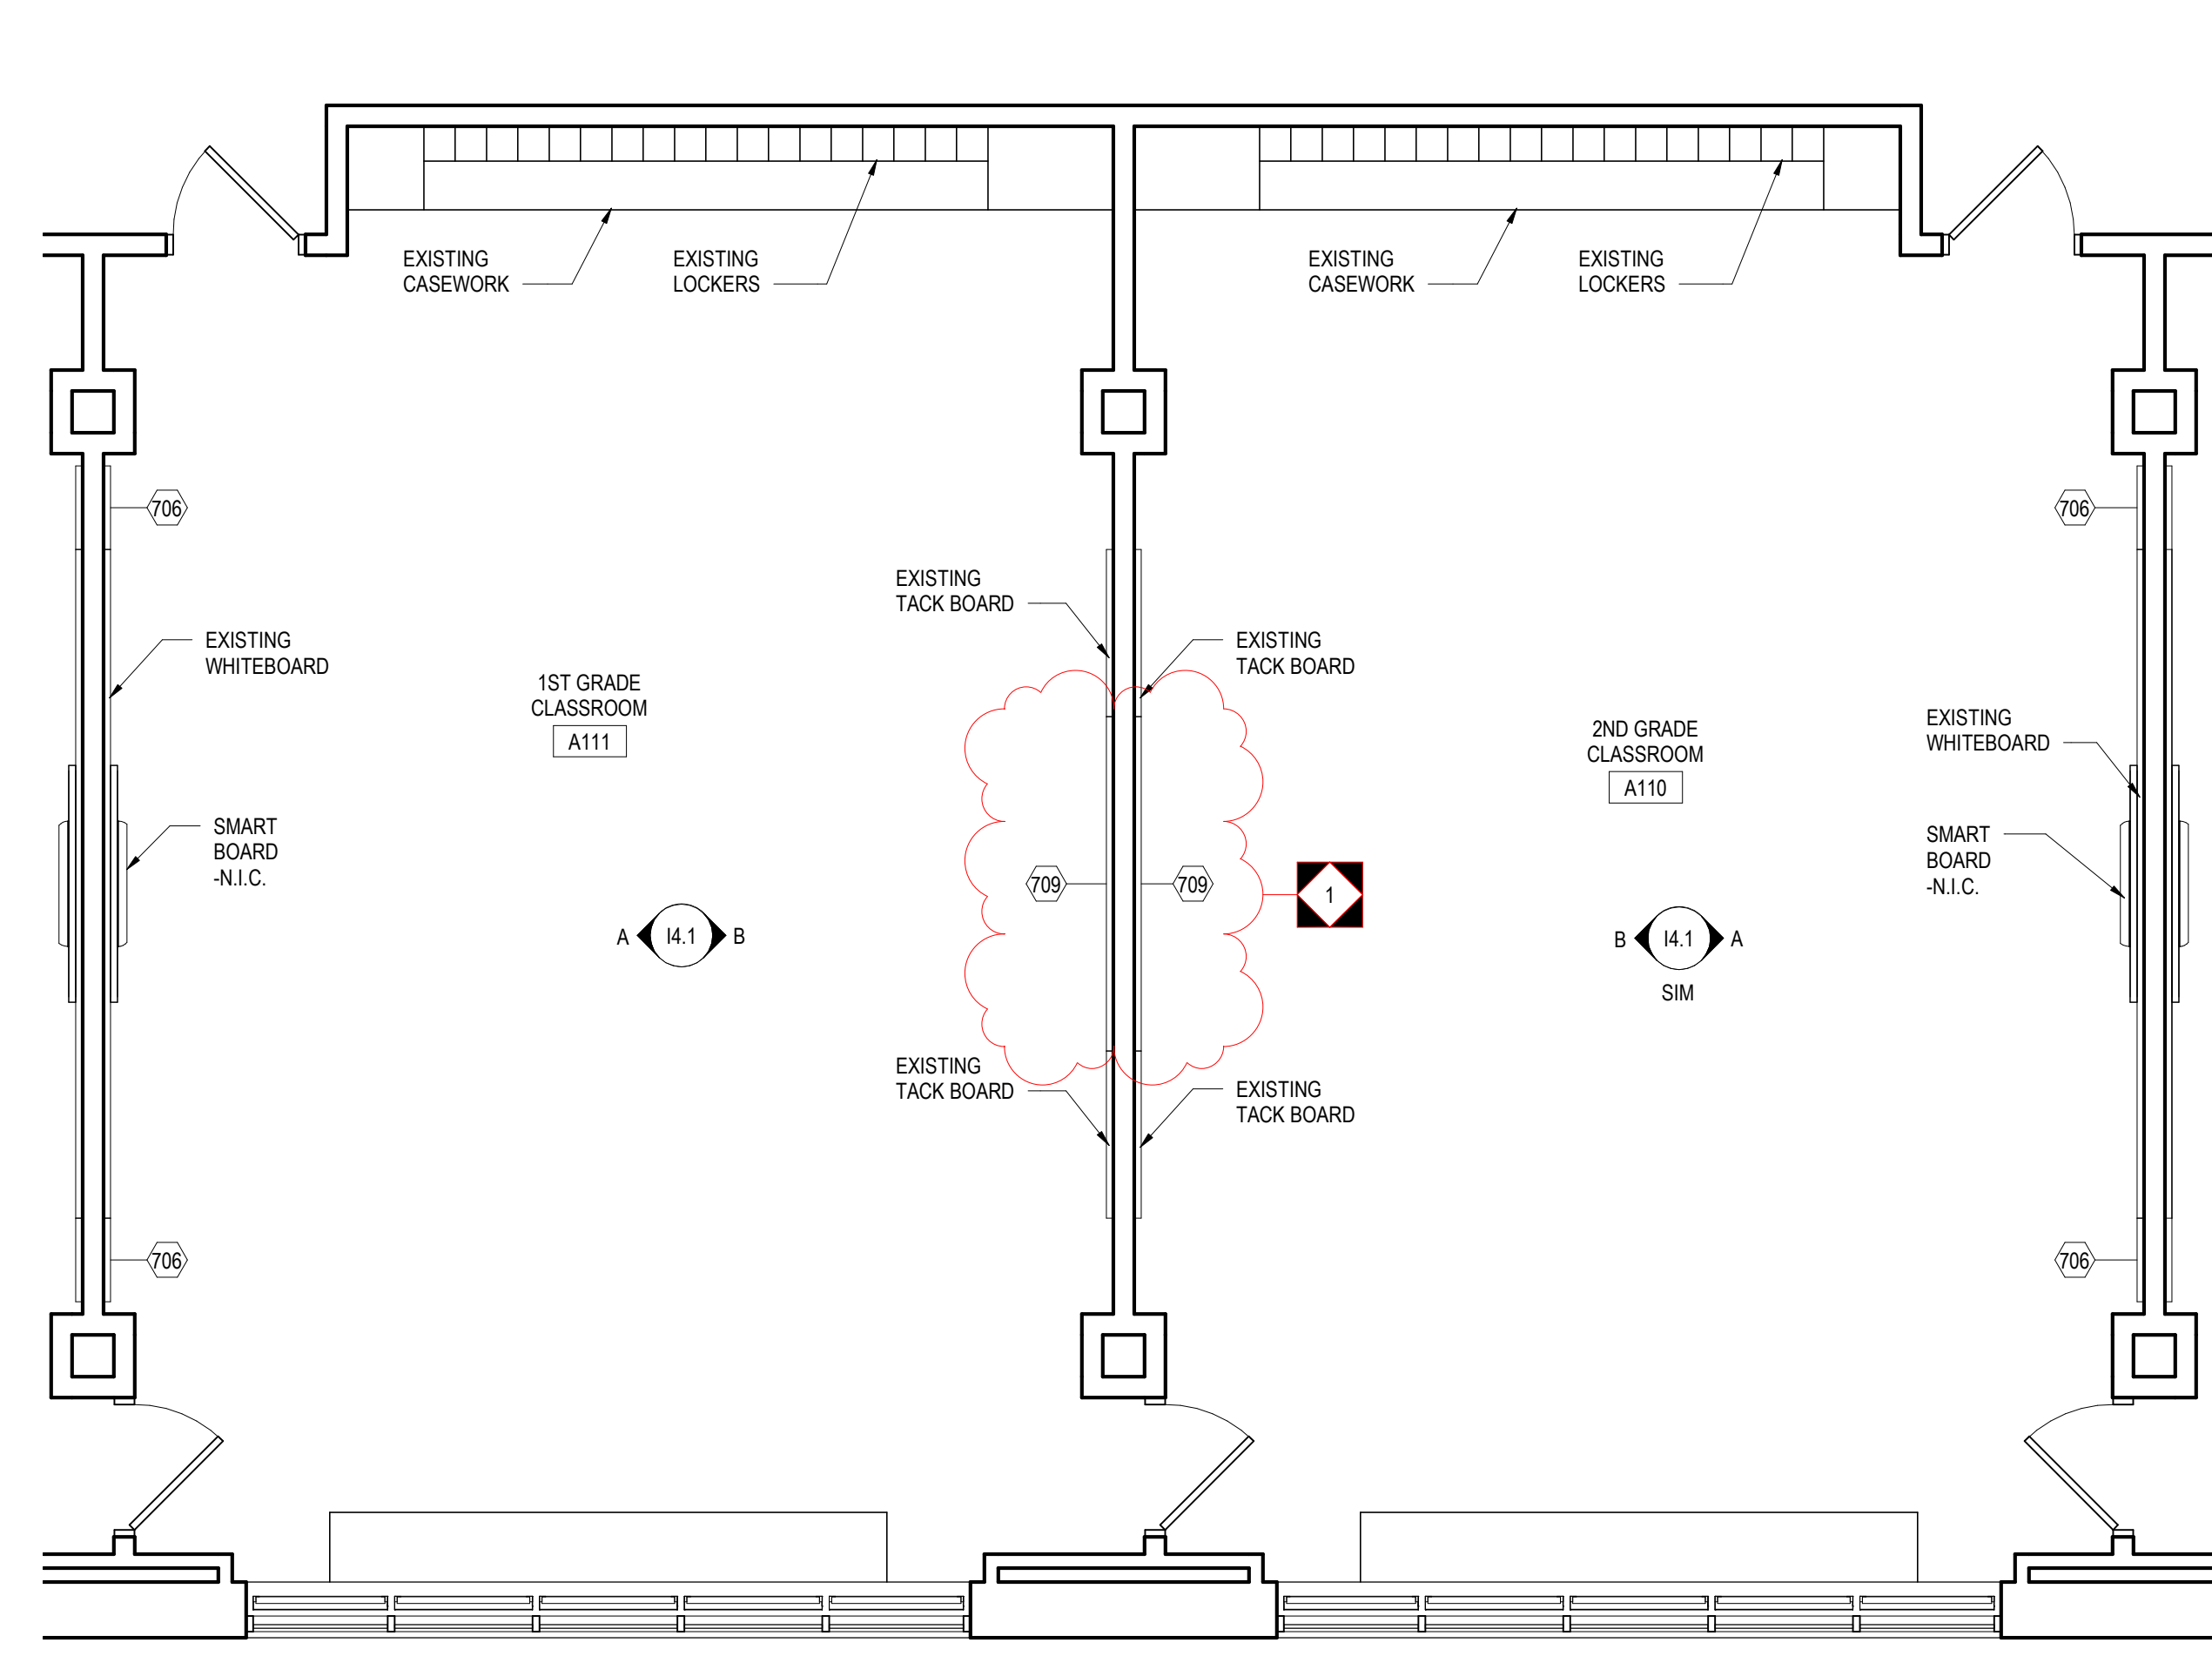 EXISTING
CASEWORK
EXISTING
LOCKERS
EXISTING
CASEWORK
EXISTING
LOCKERS
706
706
EXISTING
TACK BOARD
EXISTING
WHITEBOARD
EXISTING
TACK BOARD
1ST GRADE
CLASSROOM
A111
2ND GRADE
CLASSROOM
A110
EXISTING
WHITEBOARD
SMART
BOARD
-N.I.C.
SMART
BOARD
-N.I.C.
709
709
1
A I4.1 B
B I4.1 A
SIM
EXISTING
TACK BOARD
EXISTING
TACK BOARD
706
706